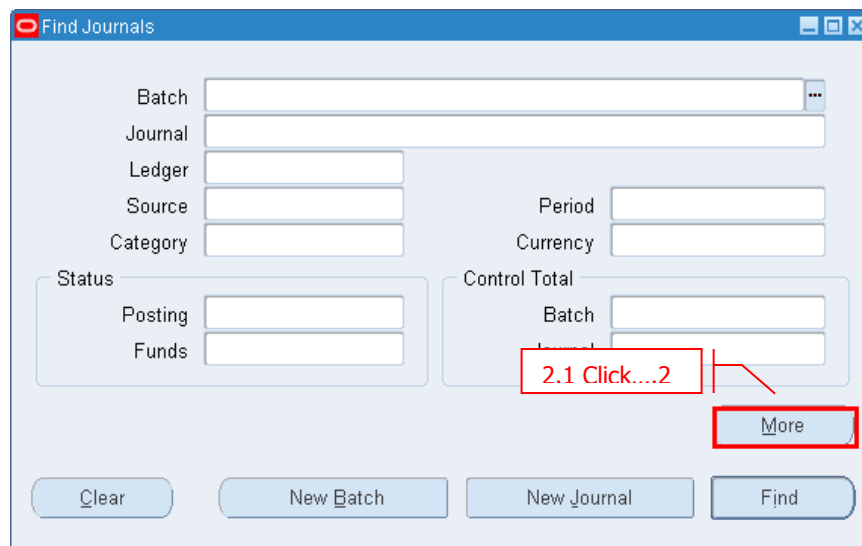 Find Journals
Batch
Journal
Ledger
Source
Period
Category
Currency
Status
Control Total
Posting
Batch
Funds
Journal
2.1 Click....2
More
Clear
New Batch
New Journal
Find